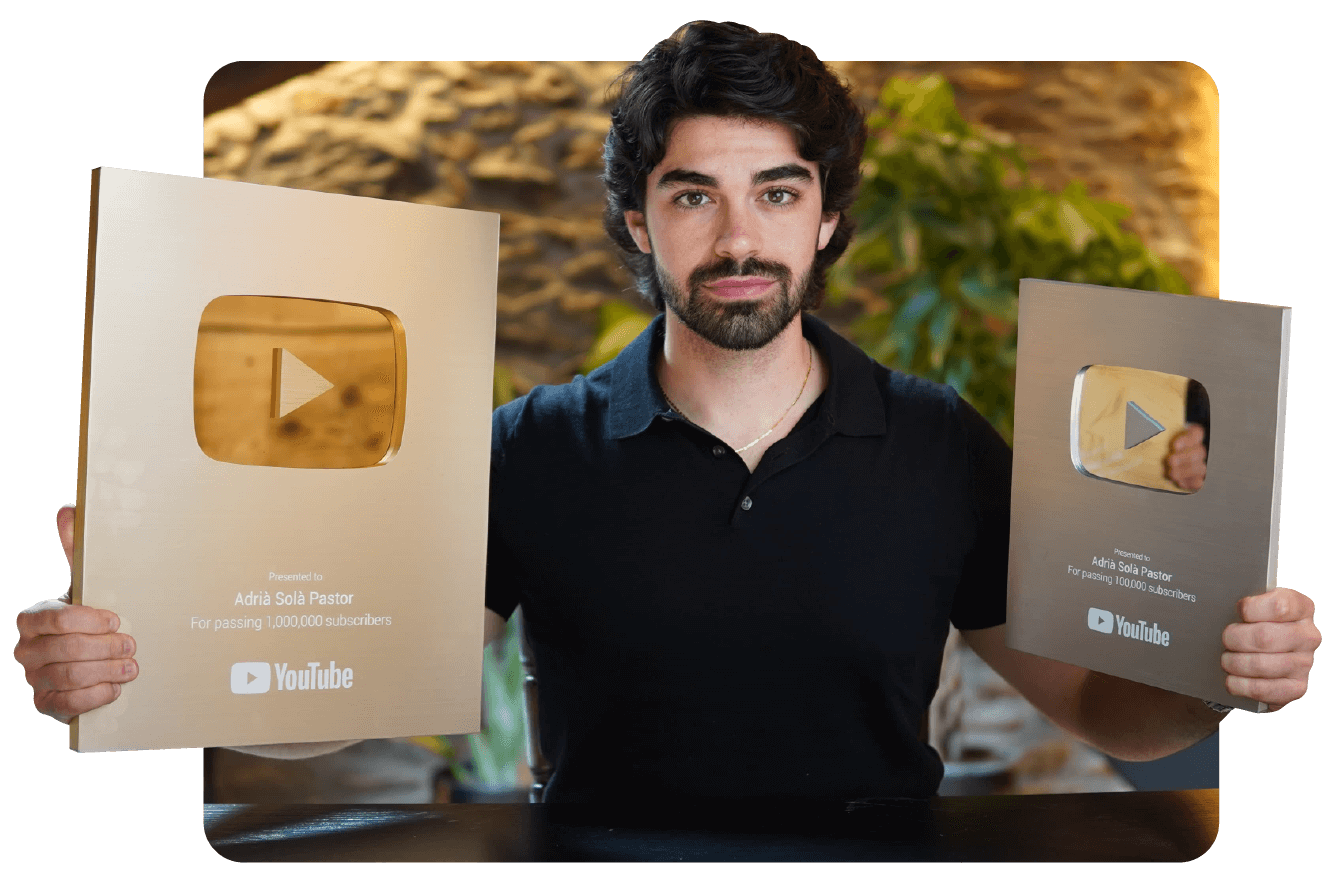 Presented to
Adrià Solà Pastor
For passing 1,000,000 subscribers
YouTube
Presented to
Adrià Solà Pastor
For passing 100,000 subscribers
YouTube